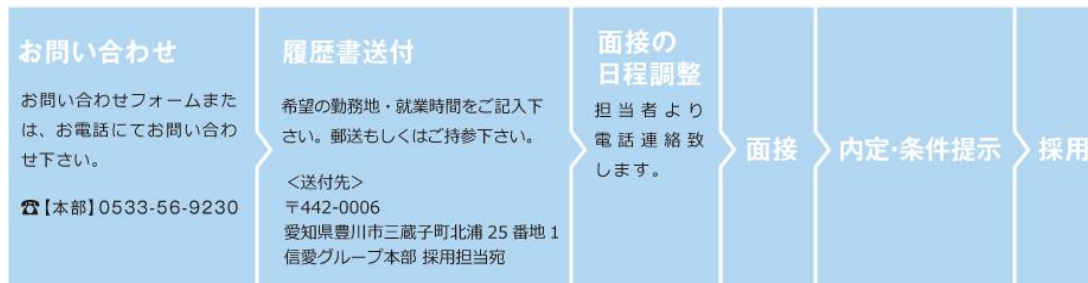 お問い合わせ
お問い合わせフォームまた
は、お電話にてお問い合わ
せ下さい。
☎【本部】0533-56-9230
履歴書送付
希望の勤務地・就業時間をご記入下
さい。郵送もしくはご持参下さい。
＜送付先＞
〒442-0006
愛知県豊川市三蔵子町北浦 25 番地 1
信愛グループ本部 採用担当宛
面接の
日程調整
担当者より
電話連絡致
します。
面接
内定･条件提示
採用